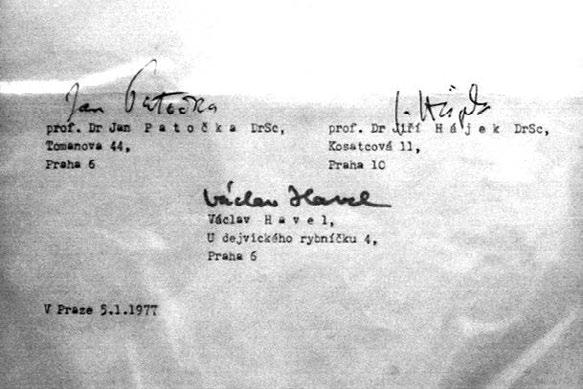 Jan Patočka
J. Hájek
prof. Dr Jan P a t o č k a DrSc,
Tomanova 44,
Praha 6
prof. Dr Jiří H á j e k DrSc,
Kosatcová 11,
Praha 10
Václav Havel
Václav H a v e l,
U dejvického rybníčku 4,
Praha 6
V Praze 5.1.1977